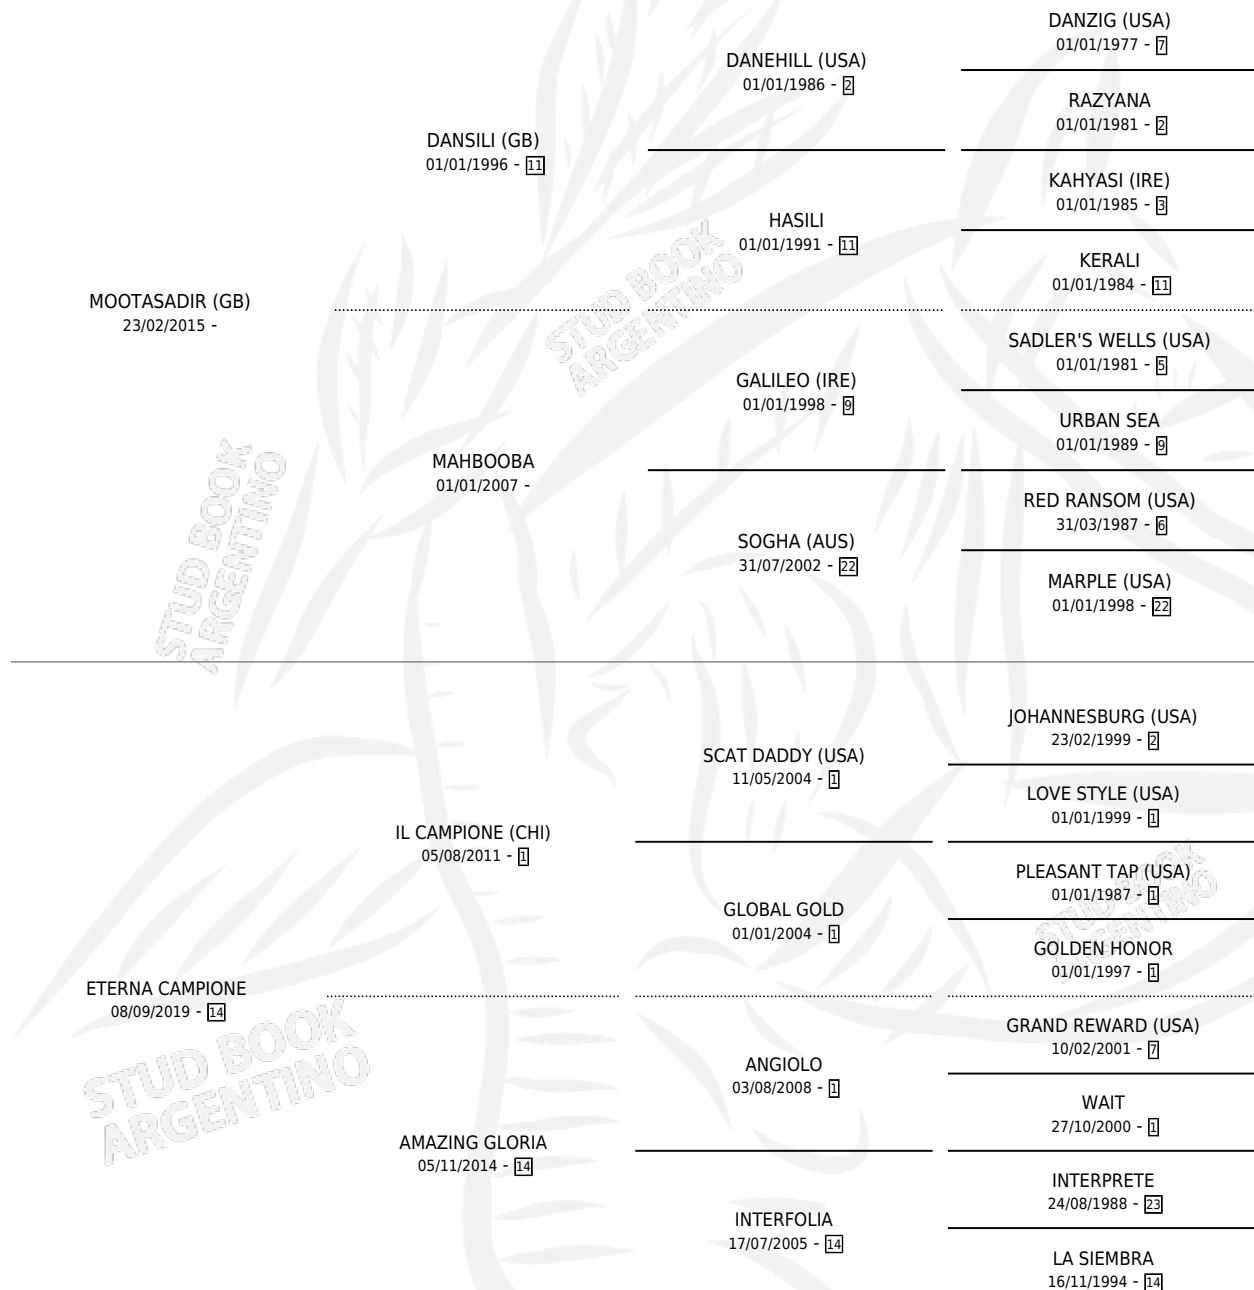 DANZIG (USA)
01/01/1977 - 7
DANEHILL (USA)
01/01/1986 - 2
RAZYANA
01/01/1981 - 2
DANSILI (GB)
01/01/1996 - 11
KAHYASI (IRE)
01/01/1985 - 3
HASILI
01/01/1991 - 11
KERALI
01/01/1984 - 11
MOOTASADIR (GB)
23/02/2015 -
SADLER'S WELLS (USA)
01/01/1981 - 5
GALILEO (IRE)
01/01/1998 - 9
URBAN SEA
01/01/1989 - 9
MAHBOOBA
01/01/2007 -
RED RANSOM (USA)
31/03/1987 - 6
SOGHA (AUS)
31/07/2002 - 22
MARPLE (USA)
01/01/1998 - 22
JOHANNESBURG (USA)
23/02/1999 - 2
SCAT DADDY (USA)
11/05/2004 - 1
LOVE STYLE (USA)
01/01/1999 - 1
IL CAMPIONE (CHI)
05/08/2011 - 1
PLEASANT TAP (USA)
01/01/1987 - 1
GLOBAL GOLD
01/01/2004 - 1
GOLDEN HONOR
01/01/1997 - 1
ETERNA CAMPIONE
08/09/2019 - 14
GRAND REWARD (USA)
10/02/2001 - 7
ANGIOLO
03/08/2008 - 1
WAIT
27/10/2000 - 1
AMAZING GLORIA
05/11/2014 - 14
INTERPRETE
24/08/1988 - 23
INTERFOLIA
17/07/2005 - 14
LA SIEMBRA
16/11/1994 - 14
STUD BOOK
ARGENTINO
STUD BOOK
ARGENTINO
STUD BOOK
ARGENTINO
STUD BOOK
ARGENTINO